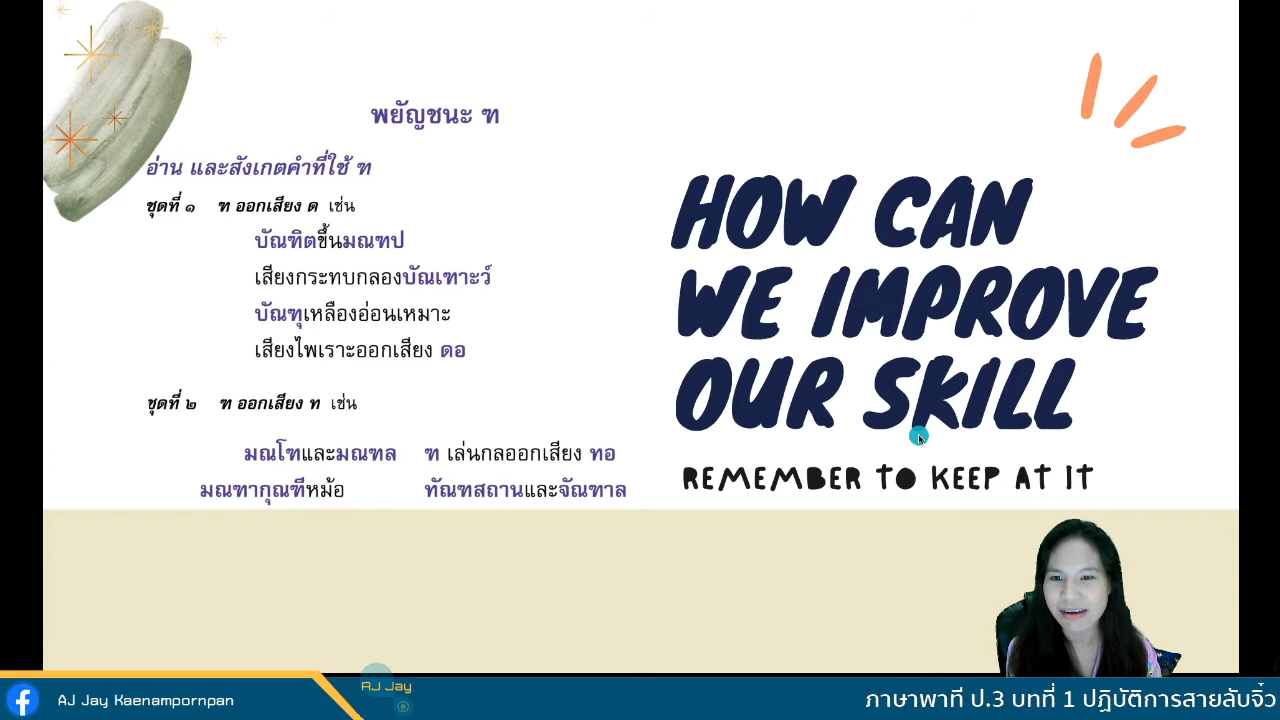 พยัญชนะ ฑ
อ่าน และสังเกตคำที่ใช้ ฑ
ชุดที่ ๑ ฑ ออกเสียง ด เช่น
บัณฑิตขึ้นมณฑป
เสียงกระทบกลองบัณเฑาะว์
บัณฑุเหลืองอ่อนเหมาะ
เสียงไพเราะออกเสียง ดอ
ชุดที่ ๒ ฑ ออกเสียง ท เช่น
มณโฑและมณฑล ฑ เล่นกลออกเสียง ทอ
มณฑากุณฑีหม้อ ทัณฑสถานและจัณฑาล
HOW CAN
WE IMPROVE
OUR SKILL
REMEMBER TO KEEP AT IT
AJ Jay Kaenampornpan
AJ Jay
ภาษาพาที ป.3 บทที่ 1 ปฏิบัติการสายลับจิ๋ว